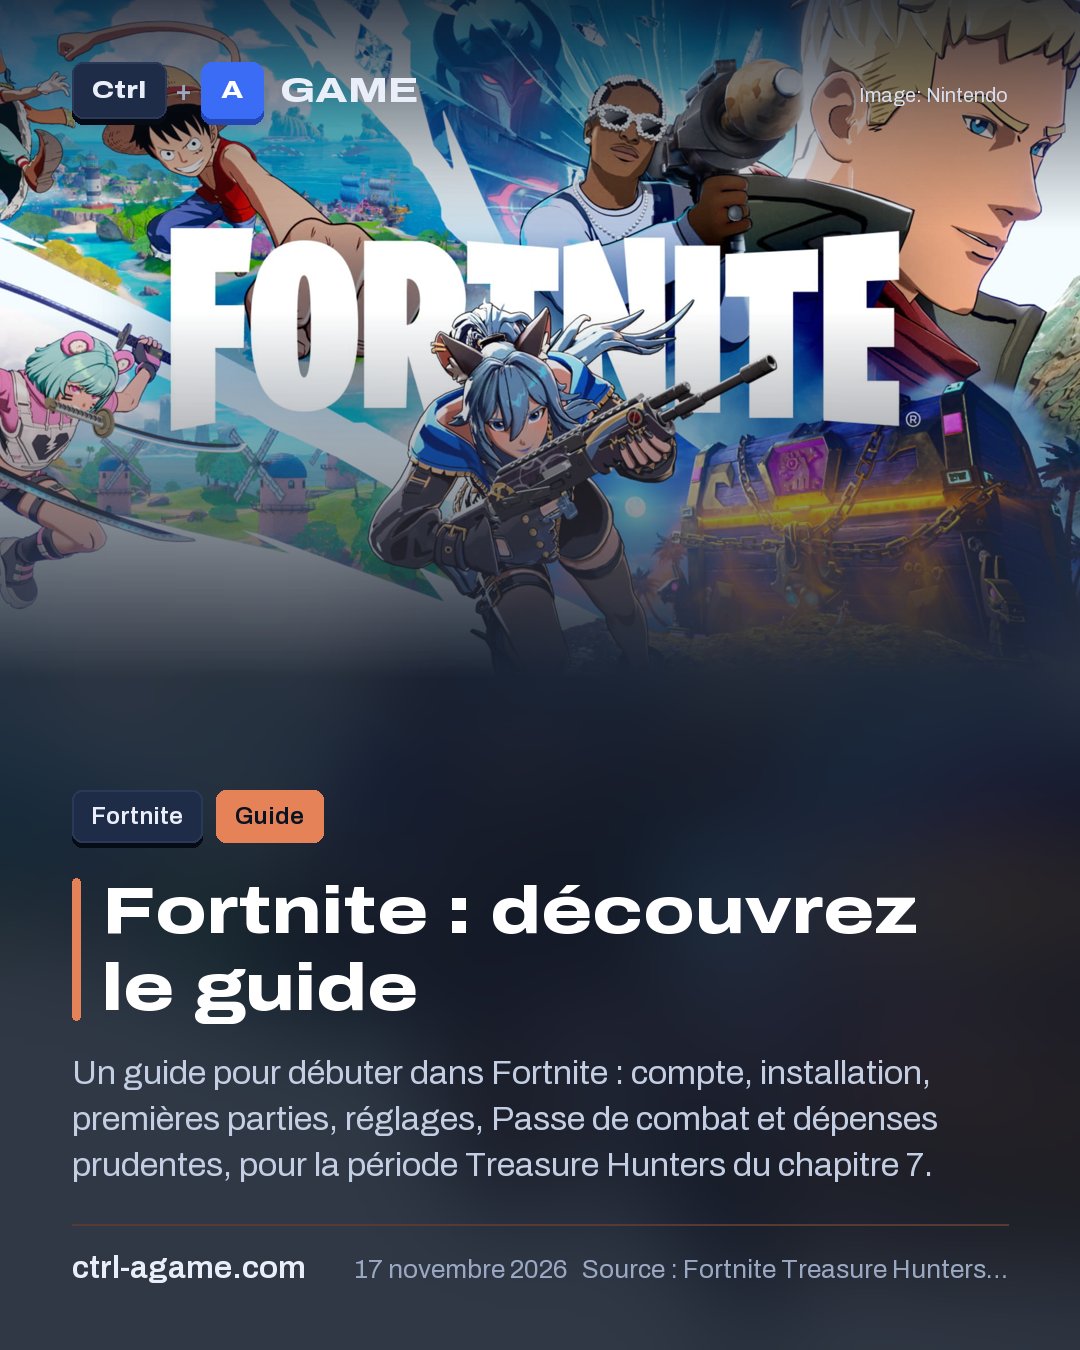 Ctrl + A GAME
Image: Nintendo
FORTNITE ®
Fortnite Guide
Fortnite : découvrez
le guide
Un guide pour débuter dans Fortnite : compte, installation,
premières parties, réglages, Passe de combat et dépenses
prudentes, pour la période Treasure Hunters du chapitre 7.
ctrl-agame.com 17 novembre 2026 Source : Fortnite Treasure Hunters...